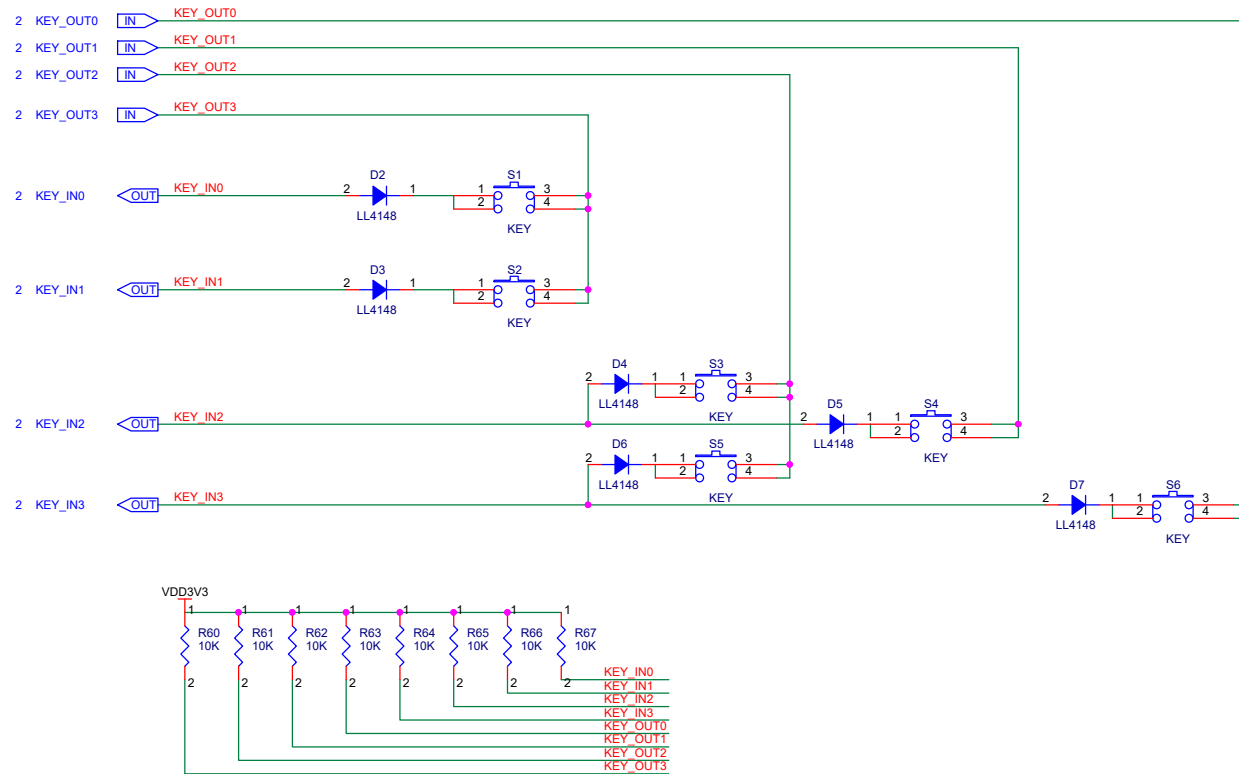 2 KEY_OUT0 IN KEY_OUT0
2 KEY_OUT1 IN KEY_OUT1
2 KEY_OUT2 IN KEY_OUT2
2 KEY_OUT3 IN KEY_OUT3
D2 S1
2 KEY_IN0 OUT KEY_IN0 2 1 1 3
2 4
LL4148
KEY
D3 S2
2 KEY_IN1 OUT KEY_IN1 2 1 1 3
2 4
LL4148
KEY
D4 S3
2 1 1 3
2 4
LL4148
KEY
D5 S4
2 KEY_IN2 OUT KEY_IN2 2 1 1 3
2 4
LL4148
KEY
D6 S5
2 1 1 3
2 4
LL4148
KEY
D7 S6
2 KEY_IN3 OUT KEY_IN3 2 1 1 3
2 4
LL4148
KEY
VDD3V3
1 1 1 1 1 1 1 1
R60 R61 R62 R63 R64 R65 R66 R67
10K 10K 10K 10K 10K 10K 10K 10K
2 2 2 2 2 2 2 2
KEY_IN0
KEY_IN1
KEY_IN2
KEY_IN3
KEY_OUT0
KEY_OUT1
KEY_OUT2
KEY_OUT3